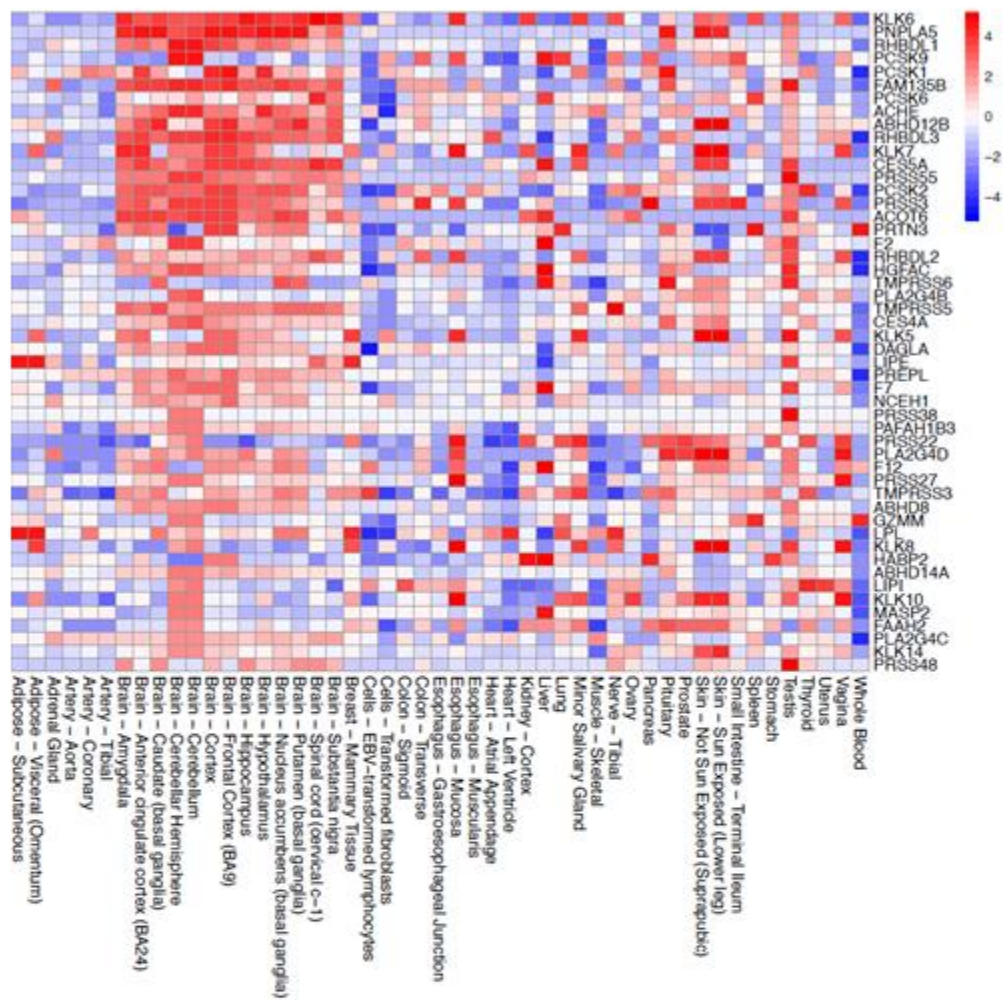 KLK6
PNPLA5
RHBDL1
PCSK9
PCSK1
FAM135B
PCSK6
ACHE
ABHD12B
RHBDL3
KLK7
CES5A
PRSS55
PCSK2
PRSS3
ACOT6
PRTN3
F2
RHBDL2
HGFAC
TMPRSS6
PLA2G4B
TMPRSS5
CES4A
KLK5
DAGLA
LIPE
PREPL
F7
NCEH1
PRSS38
PAFAH1B3
PRSS22
PLA2G4D
F12
PRSS27
TMPRSS3
ABHD8
GZMM
LPL
KLK8
HABP2
ABHD14A
LIPI
KLK10
MASP2
FAAH2
PLA2G4C
KLK14
PRSS48
4
2
0
−2
−4
Adipose – Subcutaneous
Adipose – Visceral (Omentum)
Adrenal Gland
Artery – Aorta
Artery – Coronary
Artery – Tibial
Brain – Amygdala
Brain – Anterior cingulate cortex (BA24)
Brain – Caudate (basal ganglia)
Brain – Cerebellar Hemisphere
Brain – Cerebellum
Brain – Cortex
Brain – Frontal Cortex (BA9)
Brain – Hippocampus
Brain – Hypothalamus
Brain – Nucleus accumbens (basal ganglia)
Brain – Putamen (basal ganglia)
Brain – Spinal cord (cervical c–1)
Brain – Substantia nigra
Breast – Mammary Tissue
Cells – EBV–transformed lymphocytes
Cells – Transformed fibroblasts
Colon – Sigmoid
Colon – Transverse
Esophagus – Gastroesophageal Junction
Esophagus – Mucosa
Esophagus – Muscularis
Heart – Atrial Appendage
Heart – Left Ventricle
Kidney – Cortex
Liver
Lung
Minor Salivary Gland
Muscle – Skeletal
Nerve – Tibial
Ovary
Pancreas
Pituitary
Prostate
Skin – Not Sun Exposed (Suprapubic)
Skin – Sun Exposed (Lower leg)
Small Intestine – Terminal Ileum
Spleen
Stomach
Testis
Thyroid
Uterus
Vagina
Whole Blood